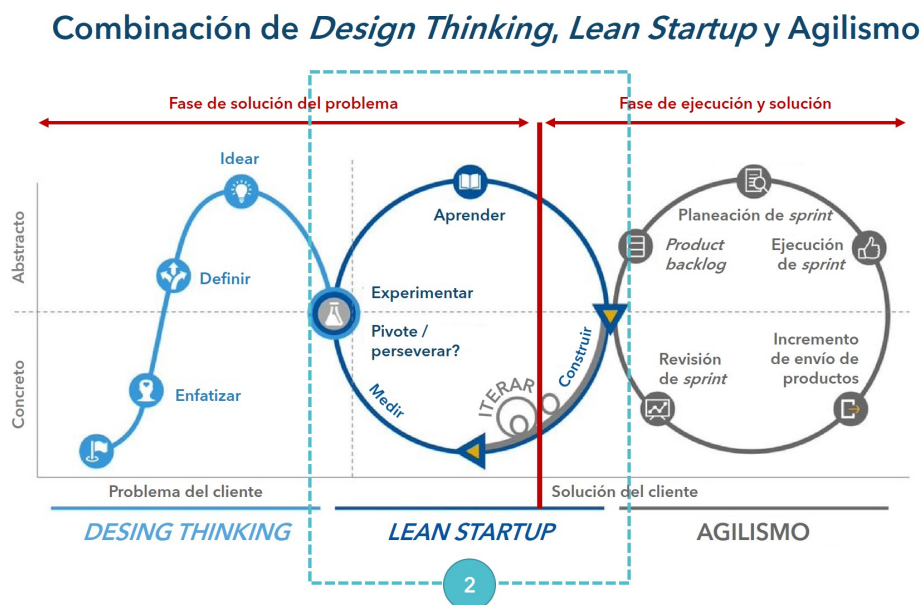 Combinación de Design Thinking, Lean Startup y Agilismo
Fase de solución del problema
Fase de ejecución y solución
Abstracto
Concreto
Idear
Definir
Enfatizar
Aprender
Experimentar
Pivote /
perseverar?
Medir
ITERAR
Construir
Planeación de sprint
Product
backlog
Ejecución
de sprint
Revisión
de sprint
Incremento
de envío de
productos
Problema del cliente
Solución del cliente
DESING THINKING
LEAN STARTUP
AGILISMO
2